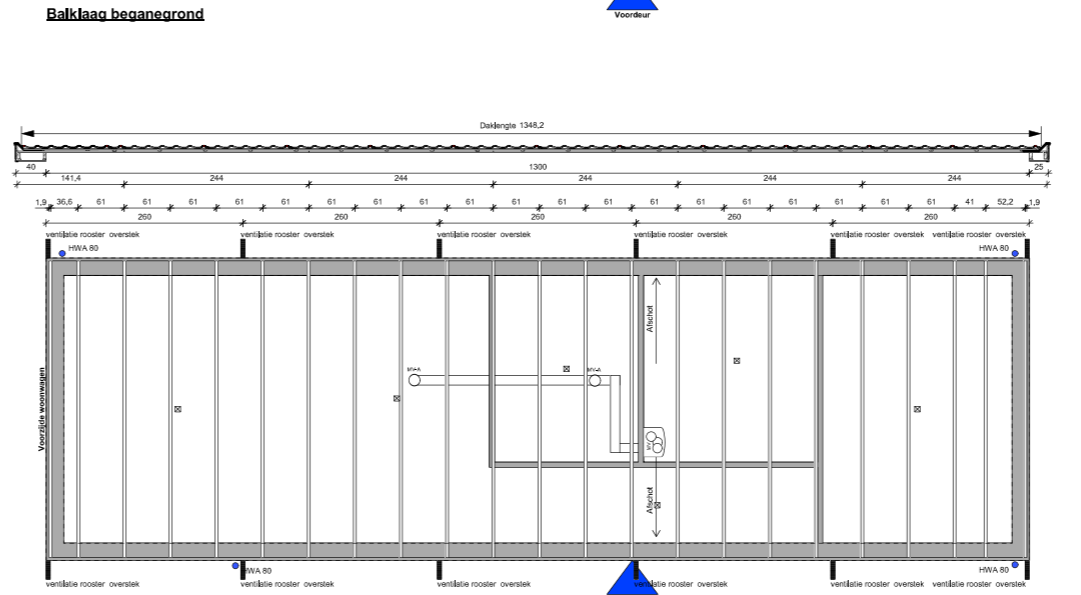 Balklaag beganegrond
Voordeur
Daklengte 1348,2
40 1300 25
141,4 244 244 244 244 244
1,9 36,6 61 61 61 61 61 61 61 61 61 61 61 61 61 61 61 61 61 61 41 52,2 1,9
260 260 260 260 260
ventilatie rooster overstek ventilatie rooster overstek ventilatie rooster overstek ventilatie rooster overstek ventilatie rooster overstek ventilatie rooster overstek
HWA 80 HWA 80
Afschot
MV-A MV-A
Voorzijde woonwagen
MV
Afschot
HWA 80 HWA 80
ventilatie rooster overstek ventilatie rooster overstek ventilatie rooster overstek ventilatie rooster overstek ventilatie rooster overstek ventilatie rooster overstek